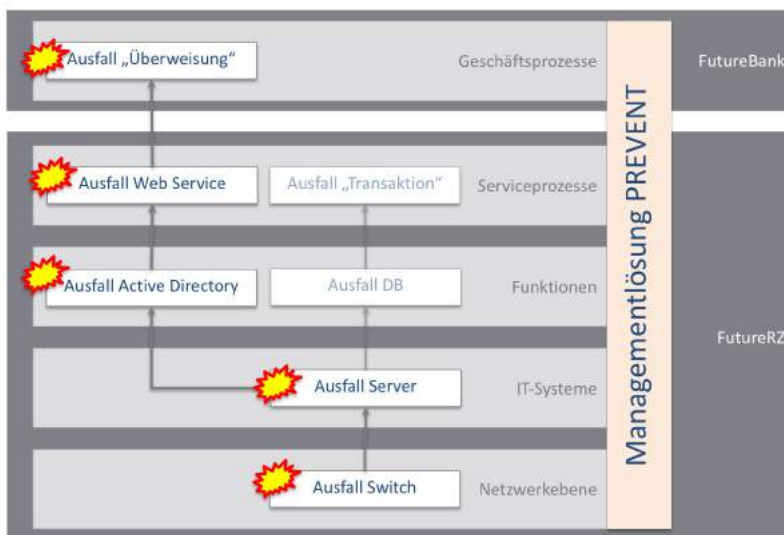 Ausfall „Überweisung“
Geschäftsprozesse
FutureBank
Managementlösung PREVENT
Ausfall Web Service
Ausfall „Transaktion“
Serviceprozesse
Ausfall Active Directory
Ausfall DB
Funktionen
FutureRZ
Ausfall Server
IT-Systeme
Ausfall Switch
Netzwerkebene